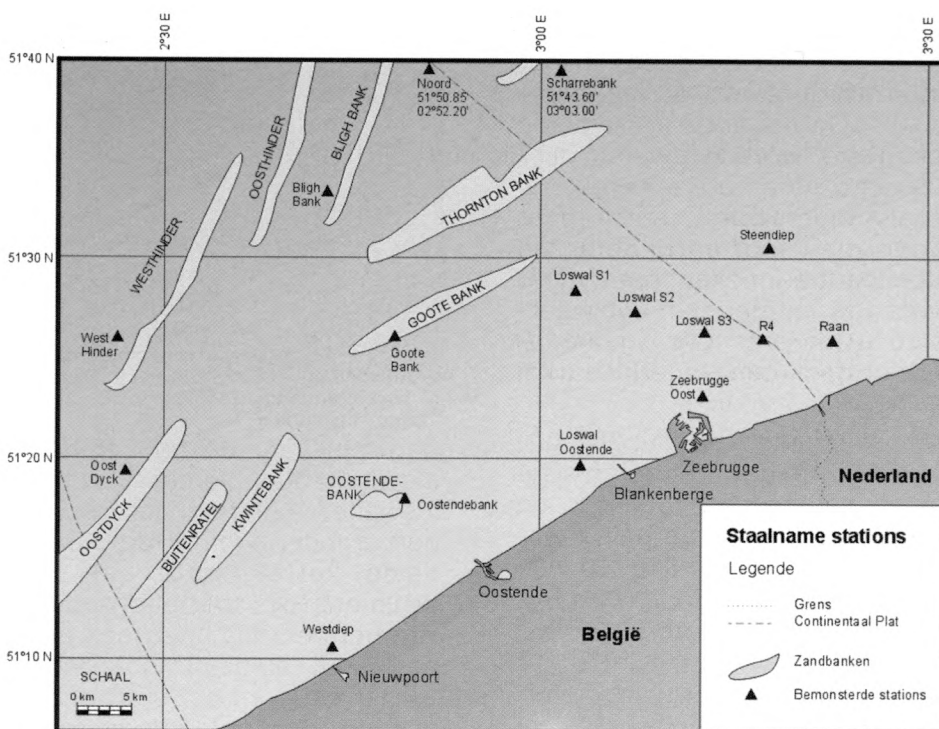 2°30 E
3°00 E
3°30 E
51°40 N
51°30 N
51°20 N
51°10 N
Noord
51°50.85'
02°52.20'
Scharrebank
51°43.60'
03°03.00'
OOSTHINDER
BLIGH BANK
Bligh
Bank
THORNTON BANK
WESTHINDER
Steendiep
Loswal S1
Loswal S2
Loswal S3
R4
Raan
GOOTE BANK
Goote
Bank
West
Hinder
Zeebrugge
Oost
Zeebrugge
Loswal
Oostende
Blankenberge
Nederland
Oost
Dyck
OOSTDYCK
BUITENRATEL
KWINTEBANK
OOSTENDE-
BANK
Oostendebank
Oostende
België
Westdiep
Nieuwpoort
SCHAAL
0 km 5 km
Staalname stations
Legende
Grens
Continentaal Plat
Zandbanken
Bemonsterde stations